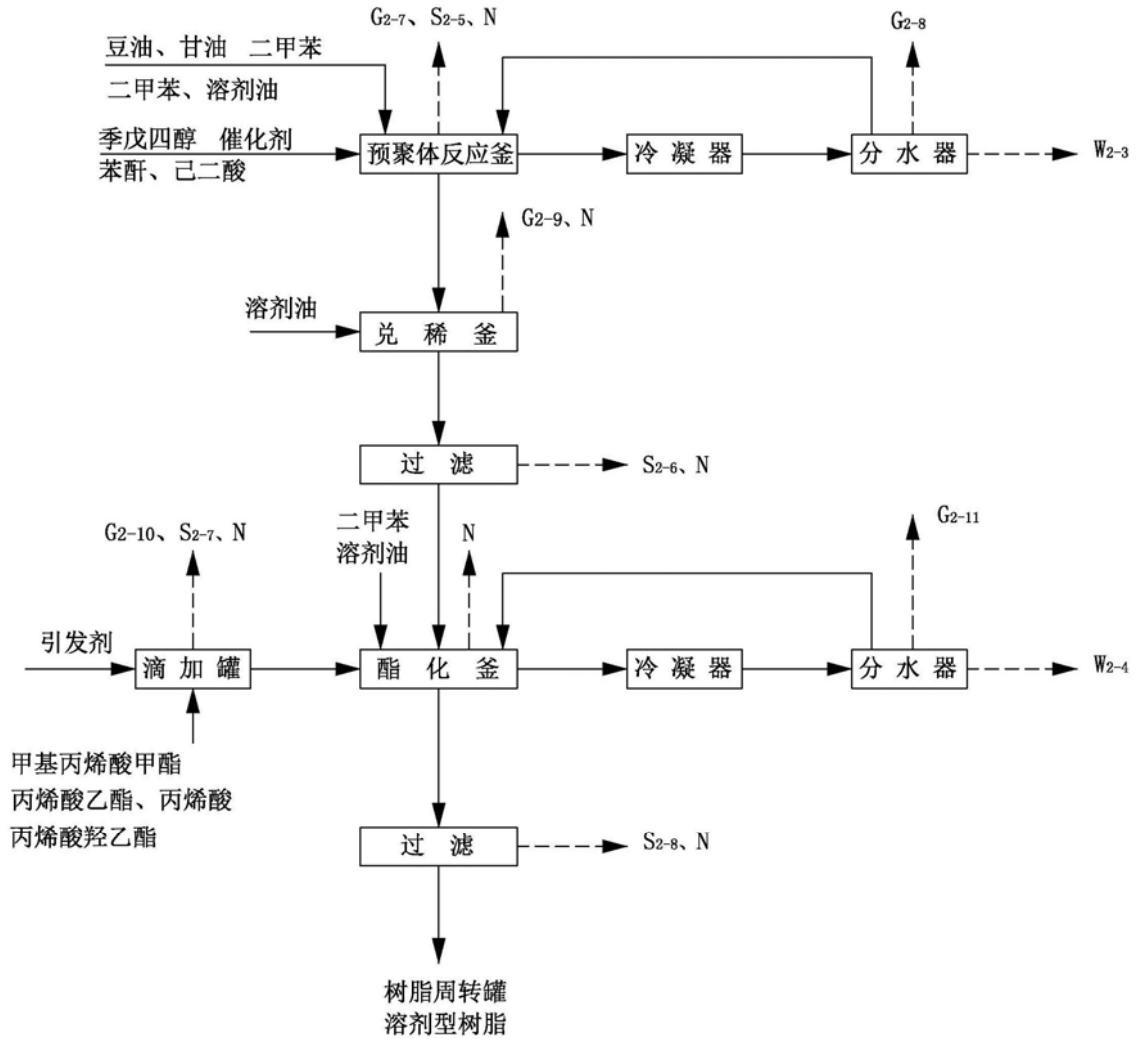 G2-7、S2-5、N
G2-8
豆油、甘油 二甲苯
二甲苯、溶剂油
季戊四醇 催化剂
苯酐、己二酸
预聚体反应釜
冷凝器
分水器
W2-3
G2-9、N
溶剂油
兑稀釜
过滤
S2-6、N
G2-10、S2-7、N
二甲苯
溶剂油
N
G2-11
引发剂
滴加罐
酯化釜
冷凝器
分水器
W2-4
甲基丙烯酸甲酯
丙烯酸乙酯、丙烯酸
丙烯酸羟乙酯
过滤
S2-8、N
树脂周转罐
溶剂型树脂